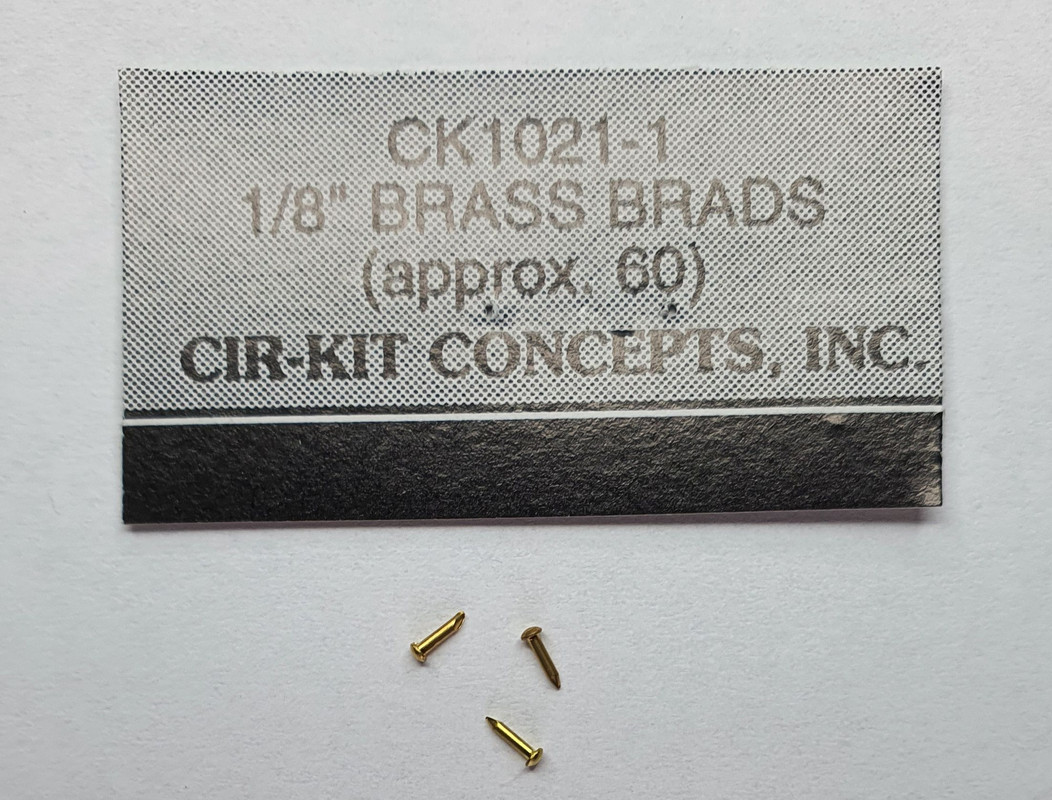 CK1021-1
1/8" BRASS BRADS
(approx. 60)
CIR-KIT CONCEPTS, INC.